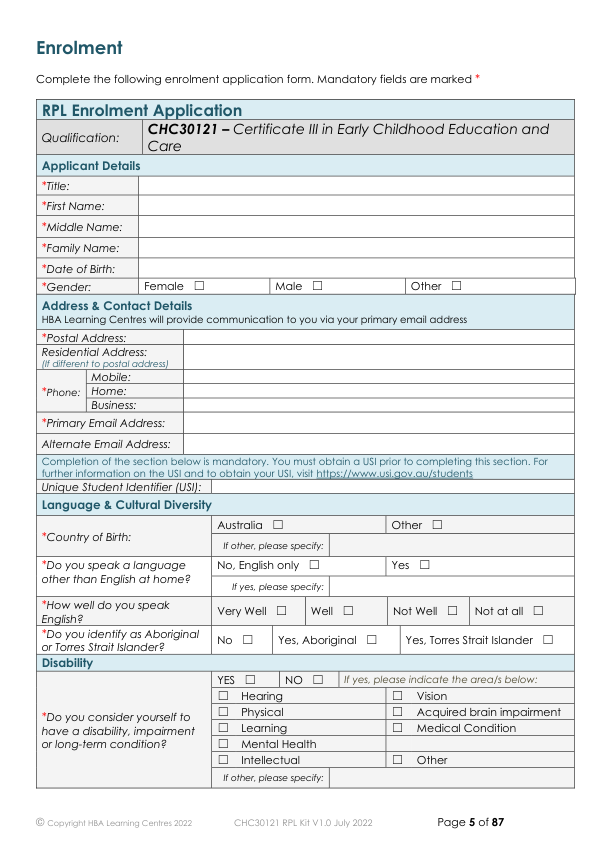 Enrolment
Complete the following enrolment application form. Mandatory fields are marked *
RPL Enrolment Application
Qualification:
CHC30121 – Certificate III in Early Childhood Education and
Care
Applicant Details
*Title:
*First Name:
*Middle Name:
*Family Name:
*Date of Birth:
*Gender: Female ☐ Male ☐ Other ☐
Address & Contact Details
HBA Learning Centres will provide communication to you via your primary email address
*Postal Address:
Residential Address:
(If different to postal address)
*Phone:
Mobile:
Home:
Business:
*Primary Email Address:
Alternate Email Address:
Completion of the section below is mandatory. You must obtain a USI prior to completing this section. For
further information on the USI and to obtain your USI, visit https://www.usi.gov.au/students
Unique Student Identifier (USI):
Language & Cultural Diversity
*Country of Birth:
Australia ☐ Other ☐
If other, please specify:
*Do you speak a language
other than English at home?
No, English only ☐ Yes ☐
If yes, please specify:
*How well do you speak
English?
Very Well ☐ Well ☐ Not Well ☐ Not at all ☐
*Do you identify as Aboriginal
or Torres Strait Islander?
No ☐ Yes, Aboriginal ☐ Yes, Torres Strait Islander ☐
Disability
*Do you consider yourself to
have a disability, impairment
or long-term condition?
YES ☐ NO ☐ If yes, please indicate the area/s below:
☐ Hearing ☐ Vision
☐ Physical ☐ Acquired brain impairment
☐ Learning ☐ Medical Condition
☐ Mental Health
☐ Intellectual ☐ Other
If other, please specify:
© Copyright HBA Learning Centres 2022 CHC30121 RPL Kit V1.0 July 2022 Page 5 of 87